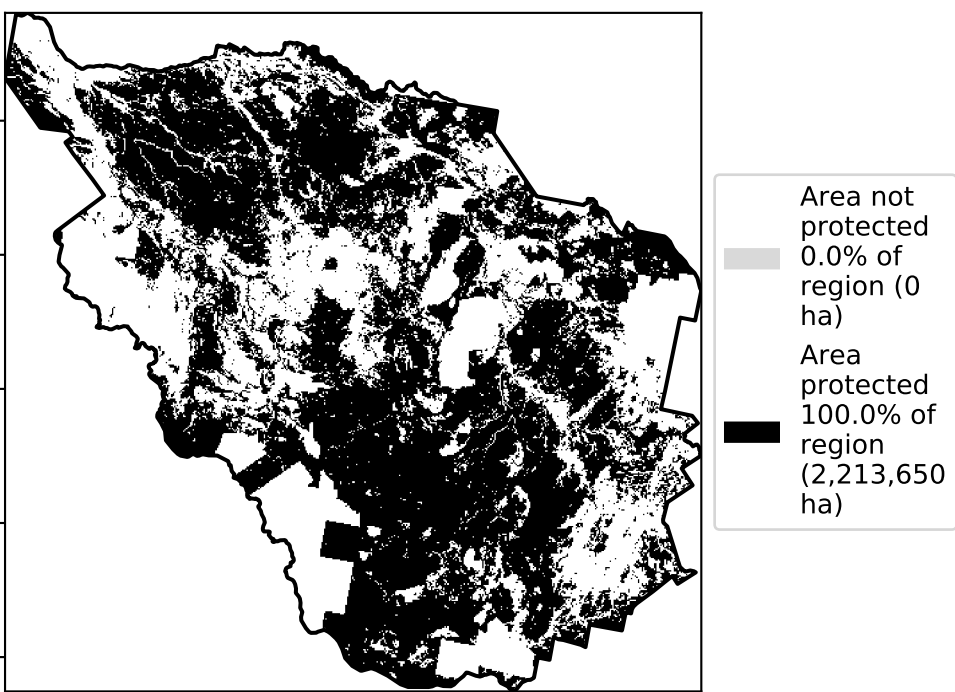 Area not
protected
0.0% of
region (0
ha)
Area
protected
100.0% of
region
(2,213,650
ha)